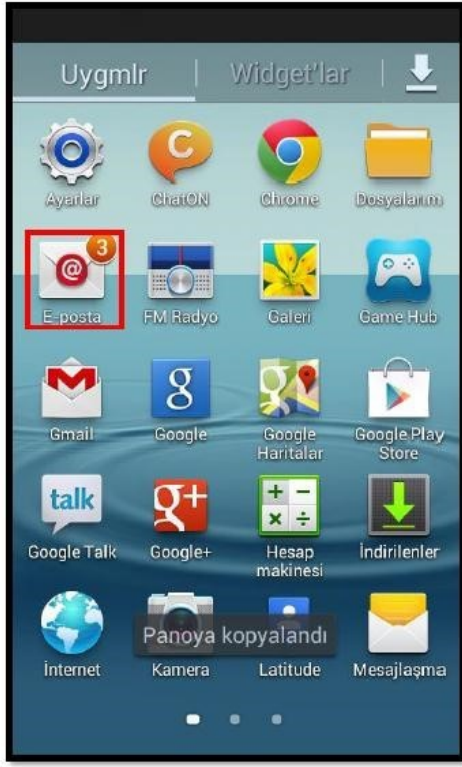 Uygmlr
Widget'lar
Ayarlar
ChatON
Chrome
Dosyalarım
3
E-posta
FM Radyo
Galeri
Game Hub
Gmail
Google
Google
Haritalar
Google Play
Store
talk
Google Talk
Google+
Hesap
makinesi
İndirilenler
İnternet
Kamera
Latitude
Mesajlaşma
Panoya kopyalandı